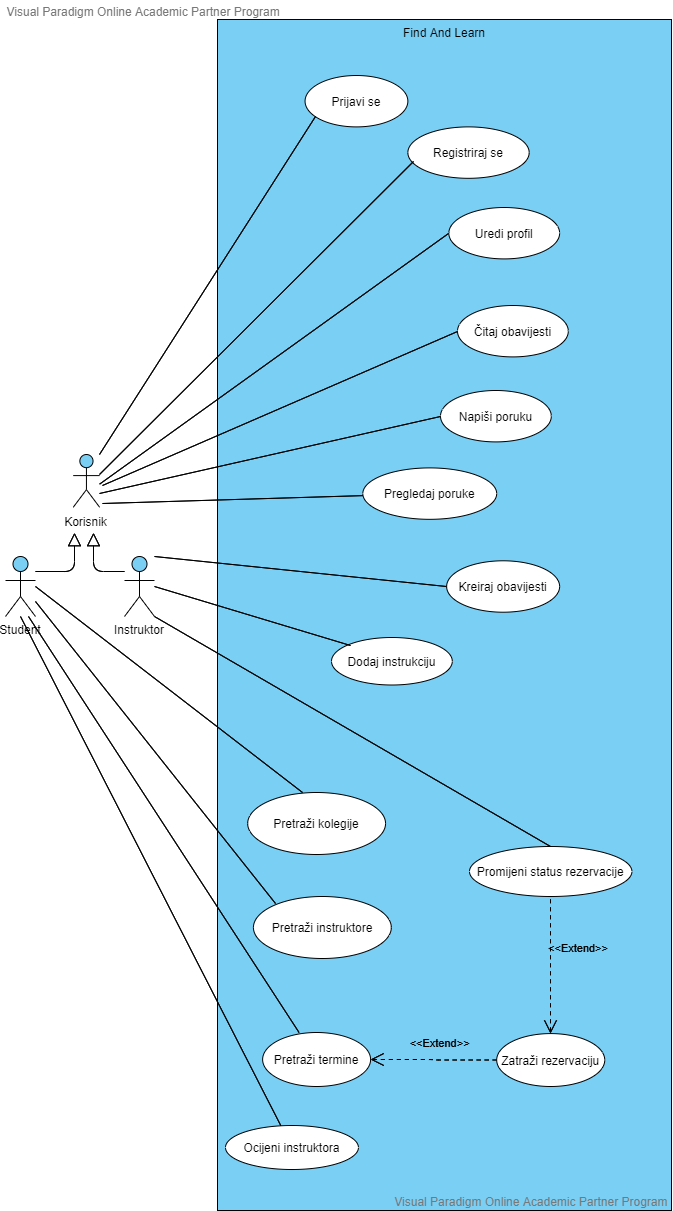 Visual Paradigm Online Academic Partner Program
Find And Learn
Prijavi se
Registriraj se
Uredi profil
Čitaj obavijesti
Napiši poruku
Pregledaj poruke
Korisnik
Kreiraj obavijesti
Student
Instruktor
Dodaj instrukciju
Pretraži kolegije
Promijeni status rezervacije
Pretraži instruktore
<<Extend>>
<<Extend>>
Pretraži termine
Zatraži rezervaciju
Ocijeni instruktora
Visual Paradigm Online Academic Partner Program